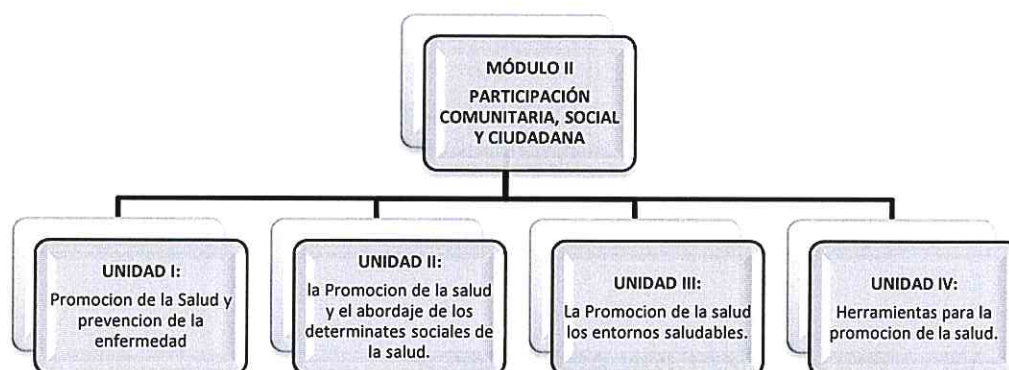 MÓDULO II
PARTICIPACIÓN
COMUNITARIA, SOCIAL
Y CIUDADANA
UNIDAD I:
Promocion de la Salud y
prevencion de la
enfermedad
UNIDAD II:
la Promocion de la salud
y el abordaje de los
determinates sociales de
la salud.
UNIDAD III:
La Promocion de la salud
los entornos saludables.
UNIDAD IV:
Herramientas para la
promocion de la salud.